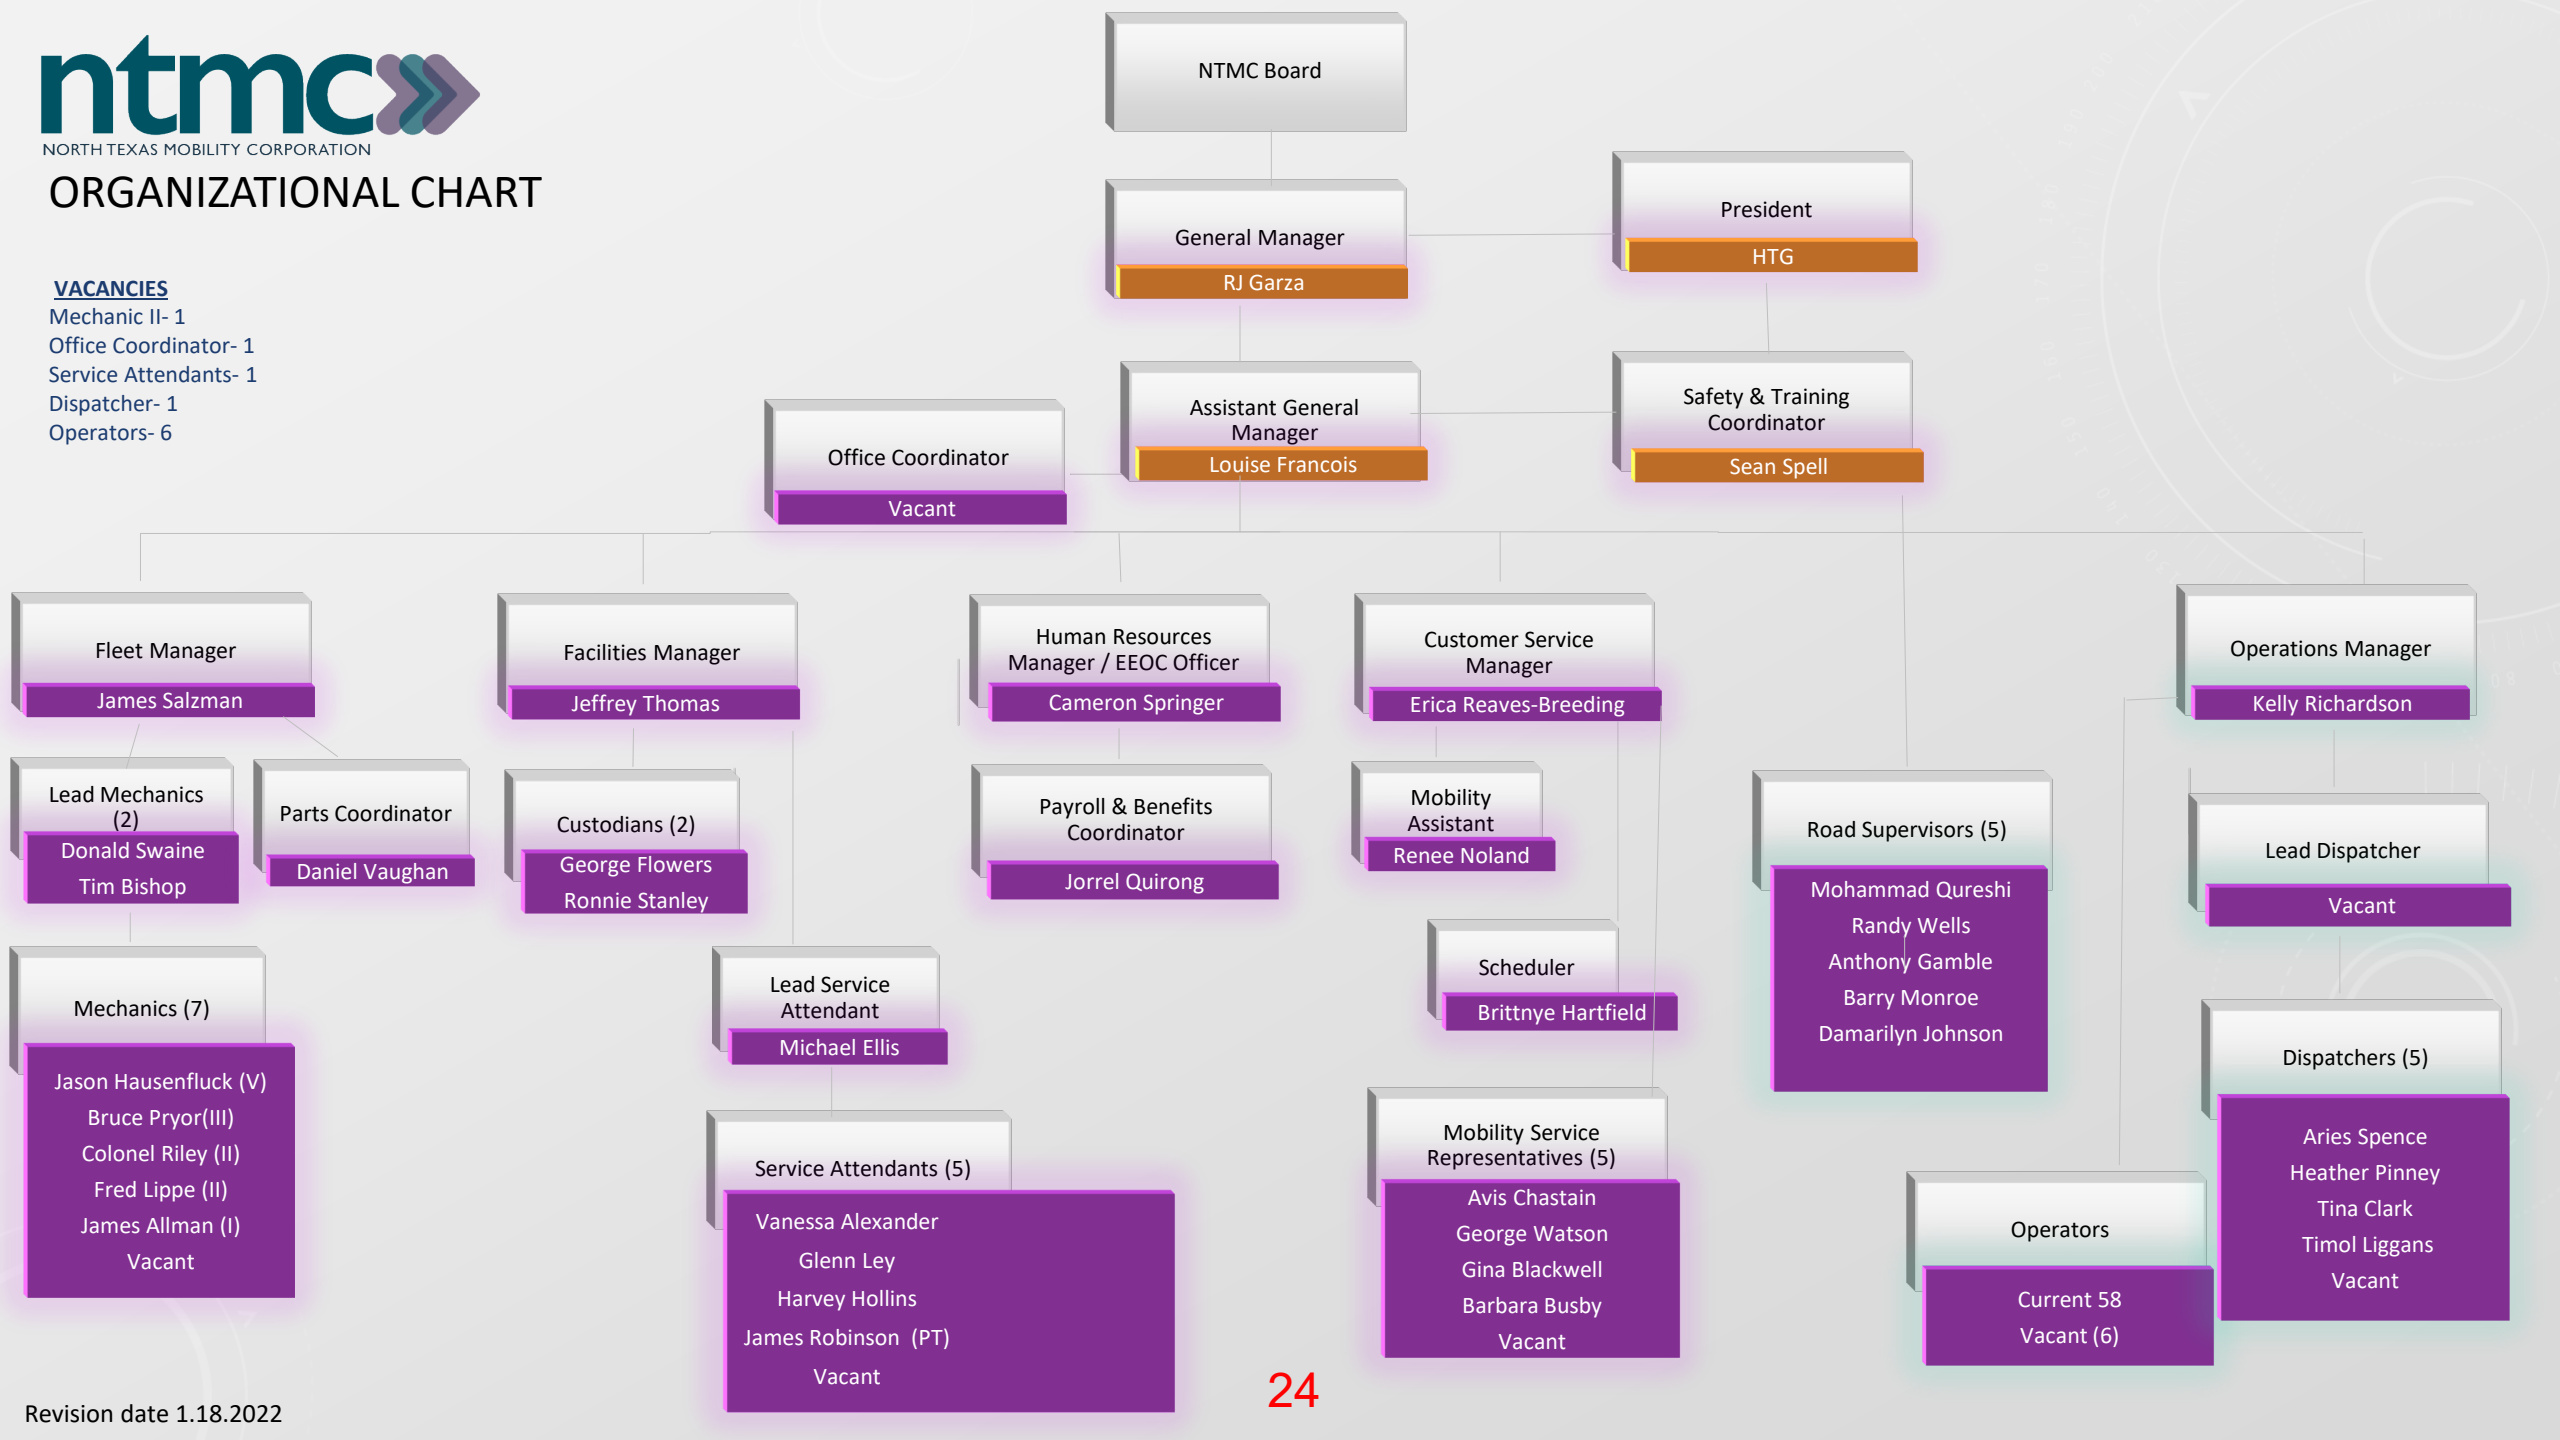 ntmc
NORTH TEXAS MOBILITY CORPORATION
ORGANIZATIONAL CHART
VACANCIES
Mechanic II- 1
Office Coordinator- 1
Service Attendants- 1
Dispatcher- 1
Operators- 6
NTMC Board
General Manager
RJ Garza
President
HTG
Assistant General
Manager
Louise Francois
Safety & Training
Coordinator
Sean Spell
Office Coordinator
Vacant
Fleet Manager
James Salzman
Facilities Manager
Jeffrey Thomas
Human Resources
Manager / EEOC Officer
Cameron Springer
Customer Service
Manager
Erica Reaves-Breeding
Operations Manager
Kelly Richardson
Lead Mechanics
(2)
Donald Swaine
Tim Bishop
Parts Coordinator
Daniel Vaughan
Custodians (2)
George Flowers
Ronnie Stanley
Payroll & Benefits
Coordinator
Jorrel Quirong
Mobility
Assistant
Renee Noland
Road Supervisors (5)
Mohammad Qureshi
Randy Wells
Anthony Gamble
Barry Monroe
Damarilyn Johnson
Lead Dispatcher
Vacant
Mechanics (7)
Jason Hausenfluck (V)
Bruce Pryor(III)
Colonel Riley (II)
Fred Lippe (II)
James Allman (I)
Vacant
Lead Service
Attendant
Michael Ellis
Scheduler
Brittnye Hartfield
Service Attendants (5)
Vanessa Alexander
Glenn Ley
Harvey Hollins
James Robinson  (PT)
Vacant
Mobility Service
Representatives (5)
Avis Chastain
George Watson
Gina Blackwell
Barbara Busby
Vacant
Operators
Current 58
Vacant (6)
Dispatchers (5)
Aries Spence
Heather Pinney
Tina Clark
Timol Liggans
Vacant
24
Revision date 1.18.2022